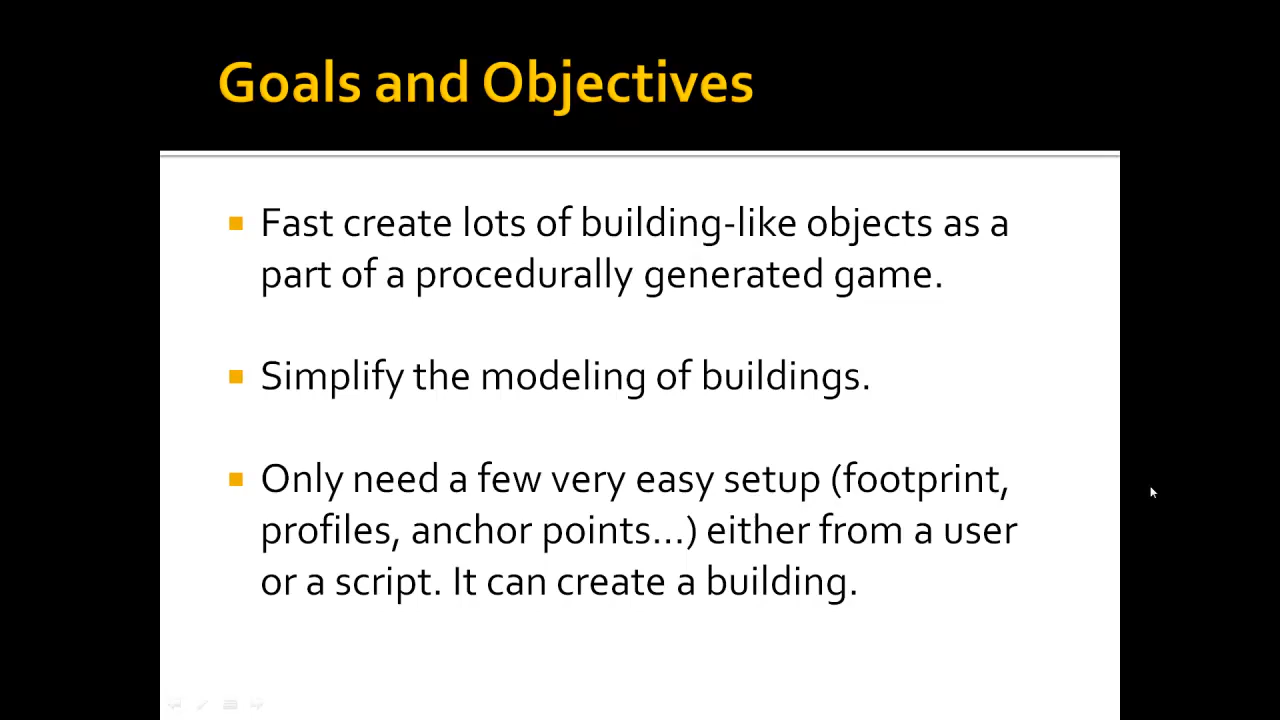 Goals and Objectives
Fast create lots of building-like objects as a
part of a procedurally generated game.
Simplify the modeling of buildings.
Only need a few very easy setup (footprint,
profiles, anchor points...) either from a user
or a script. It can create a building.